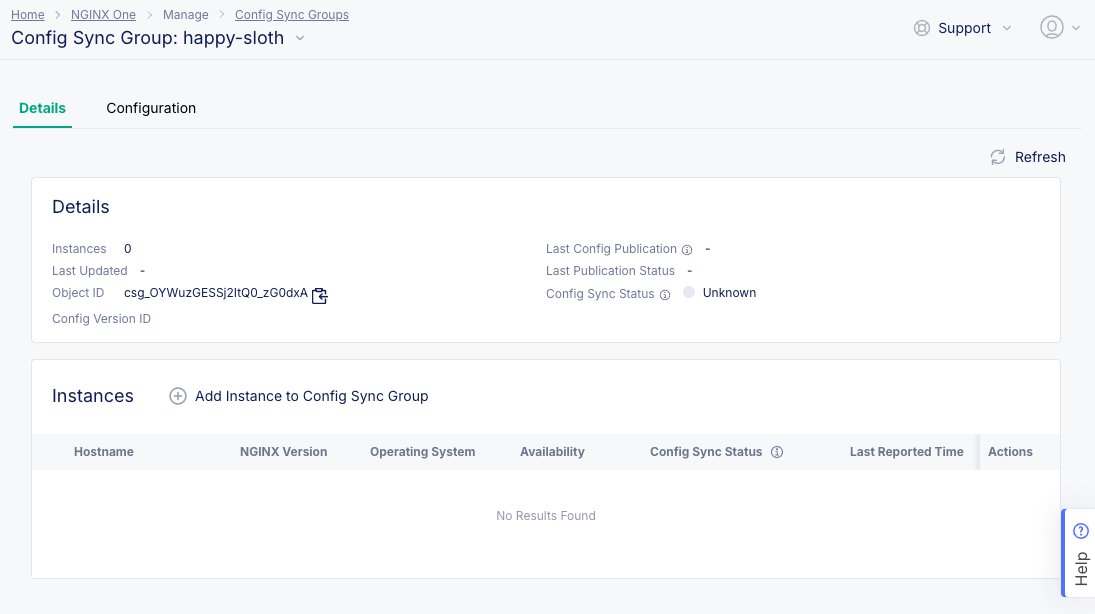 Home > NGINX One > Manage > Config Sync Groups
Config Sync Group: happy-sloth
Support
Details Configuration
Refresh
Details
Instances 0
Last Updated -
Object ID csg_OYWuzGESSj2ItQ0_zG0dxA
Config Version ID
Last Config Publication -
Last Publication Status -
Config Sync Status Unknown
Instances Add Instance to Config Sync Group
Hostname NGINX Version Operating System Availability Config Sync Status Last Reported Time Actions
No Results Found
Help